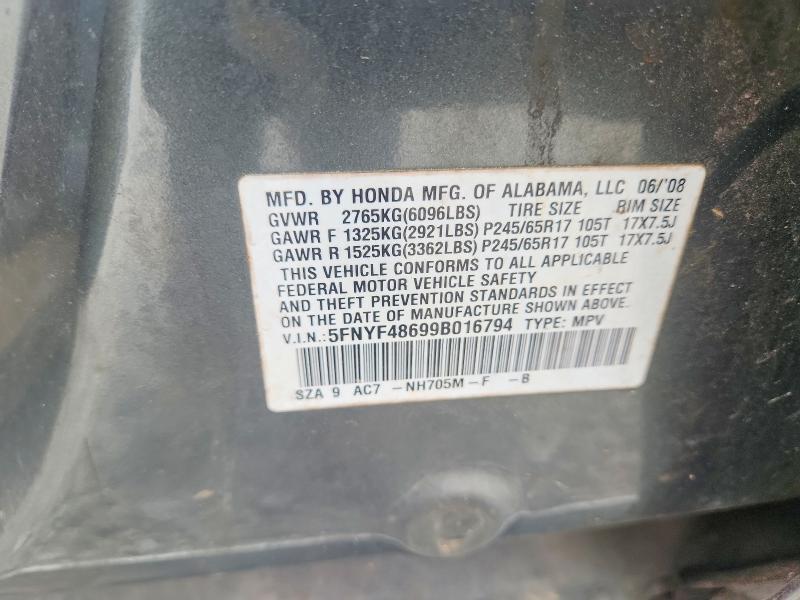 MFD. BY HONDA MFG. OF ALABAMA, LLC 06/'08
GVWR 2765KG(6096LBS) TIRE SIZE RIM SIZE
GAWR F 1325KG(2921LBS) P245/65R17 105T 17X7.5J
GAWR R 1525KG(3362LBS) P245/65R17 105T 17X7.5J
THIS VEHICLE CONFORMS TO ALL APPLICABLE
FEDERAL MOTOR VEHICLE SAFETY
AND THEFT PREVENTION STANDARDS IN EFFECT
ON THE DATE OF MANUFACTURE SHOWN ABOVE.
V.I.N.: 5FNYF48699B016794 TYPE: MPV
SZA 9 AC7 -NH705M-F -B